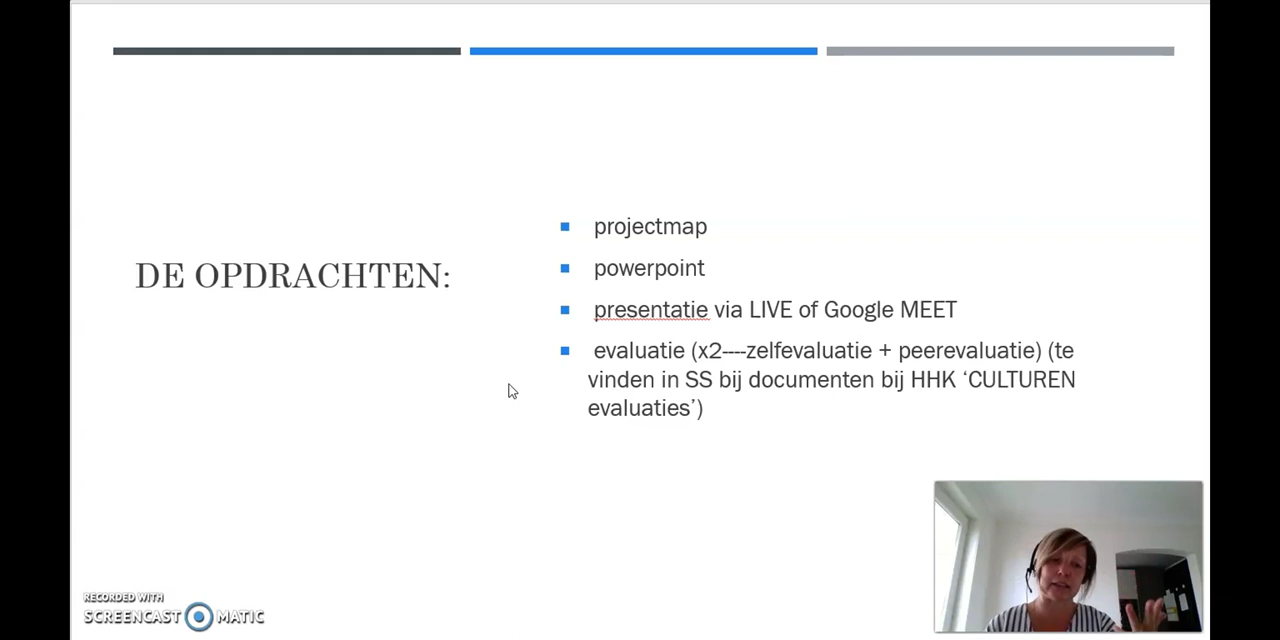 DE OPDRACHTEN:
projectmap
powerpoint
presentatie via LIVE of Google MEET
evaluatie (x2----zelfevaluatie + peerevaluatie) (te
vinden in SS bij documenten bij HHK ‘CULTUREN
evaluaties’)
RECORDED WITH
SCREENCAST MATIC